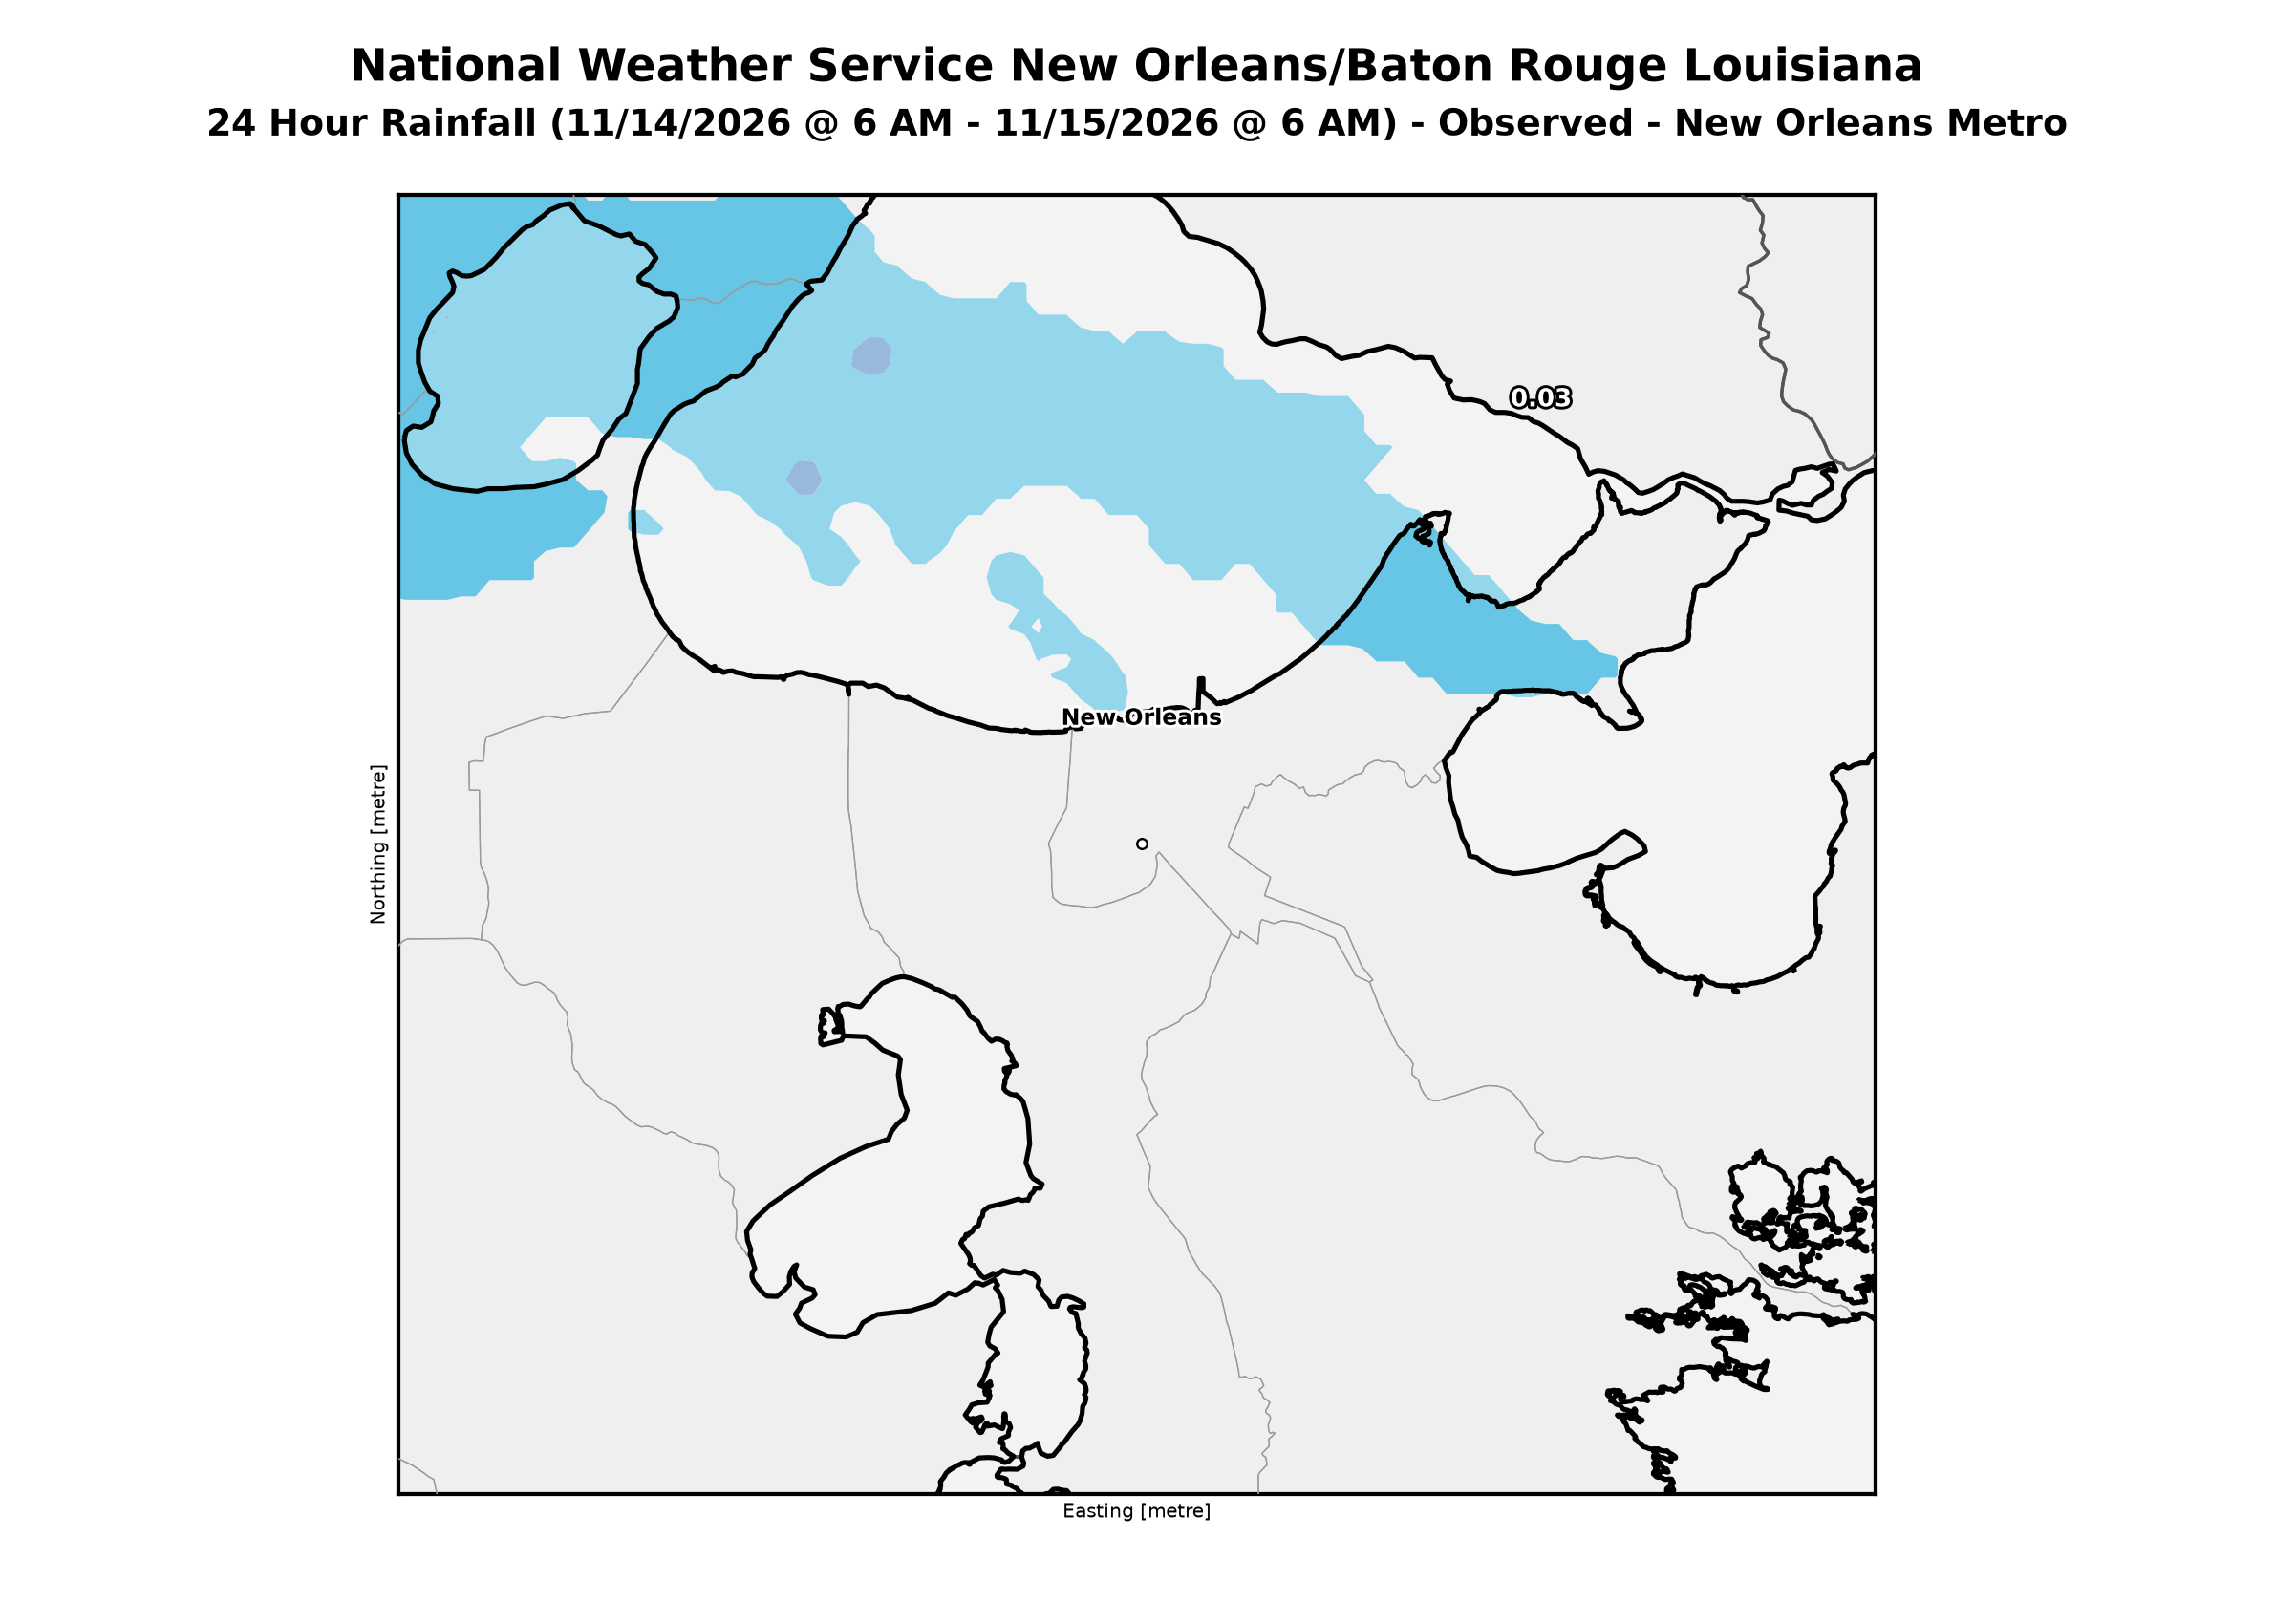 National Weather Service New Orleans/Baton Rouge Louisiana
24 Hour Rainfall (11/14/2026 @ 6 AM - 11/15/2026 @ 6 AM) - Observed - New Orleans Metro
0.03
New Orleans
Northing [metre]
Easting [metre]